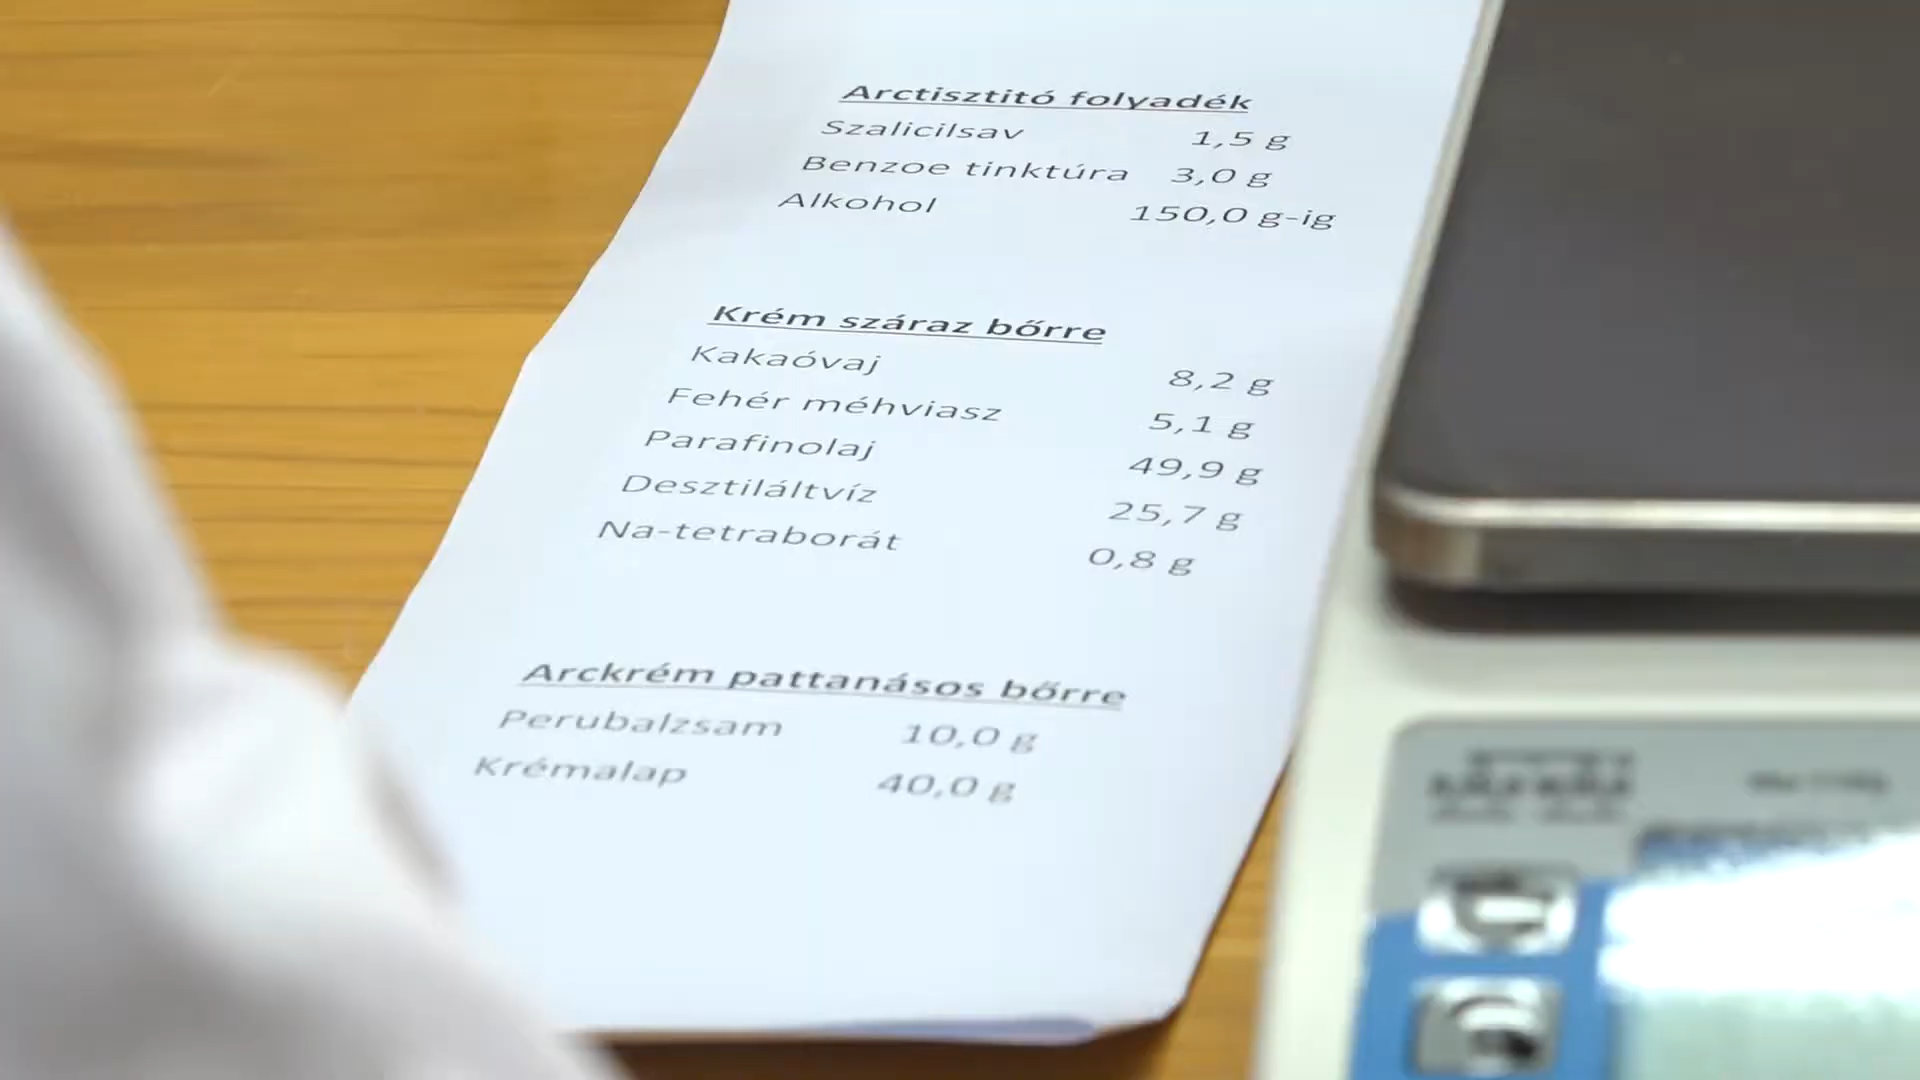 Arctisztitó folyadék
Szalicilsav 1,5 g
Benzoe tinktúra 3,0 g
Alkohol 150,0 g-ig
Krém száraz bőrre
Kakaóvaj 8,2 g
Fehér méhviasz 5,1 g
Parafinolaj 49,9 g
Desztiláltvíz 25,7 g
Na-tetraborát 0,8 g
Arckrém pattanásos bőrre
Perubalzsam 10,0 g
Krémalap 40,0 g